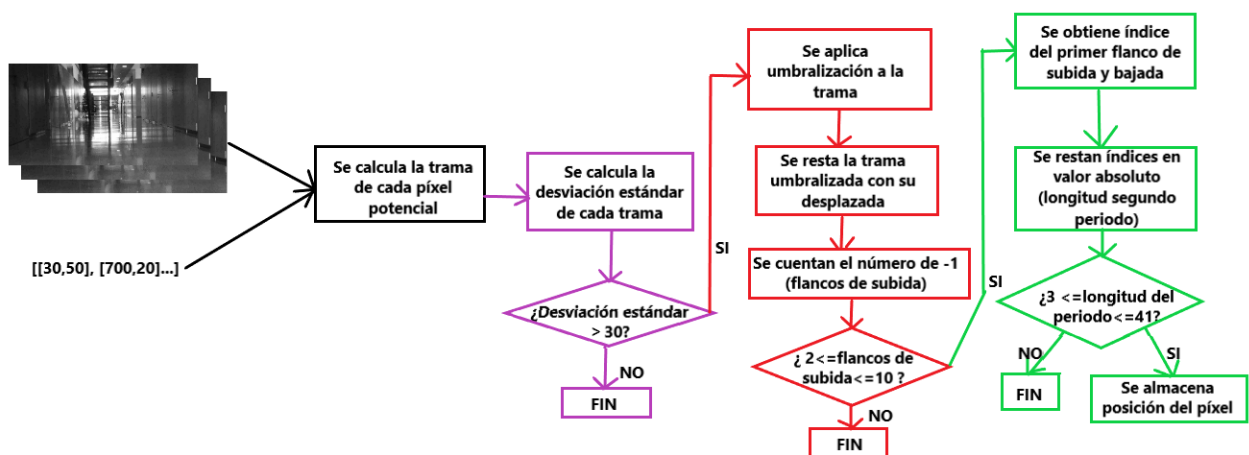 [[30,50], [700,20]...]
Se calcula la trama
de cada píxel
potencial
Se calcula la
desviación estándar
de cada trama
¿Desviación estándar
> 30?
NO
FIN
SI
Se aplica
umbralización a la
trama
Se resta la trama
umbralizada con su
desplazada
Se cuentan el número de -1
(flancos de subida)
¿ 2<=flancos de
subida<=10 ?
NO
FIN
SI
Se obtiene índice
del primer flanco de
subida y bajada
Se restan índices en
valor absoluto
(longitud segundo
periodo)
¿3 <=longitud del
periodo<=41?
NO
FIN
SI
Se almacena
posición del píxel